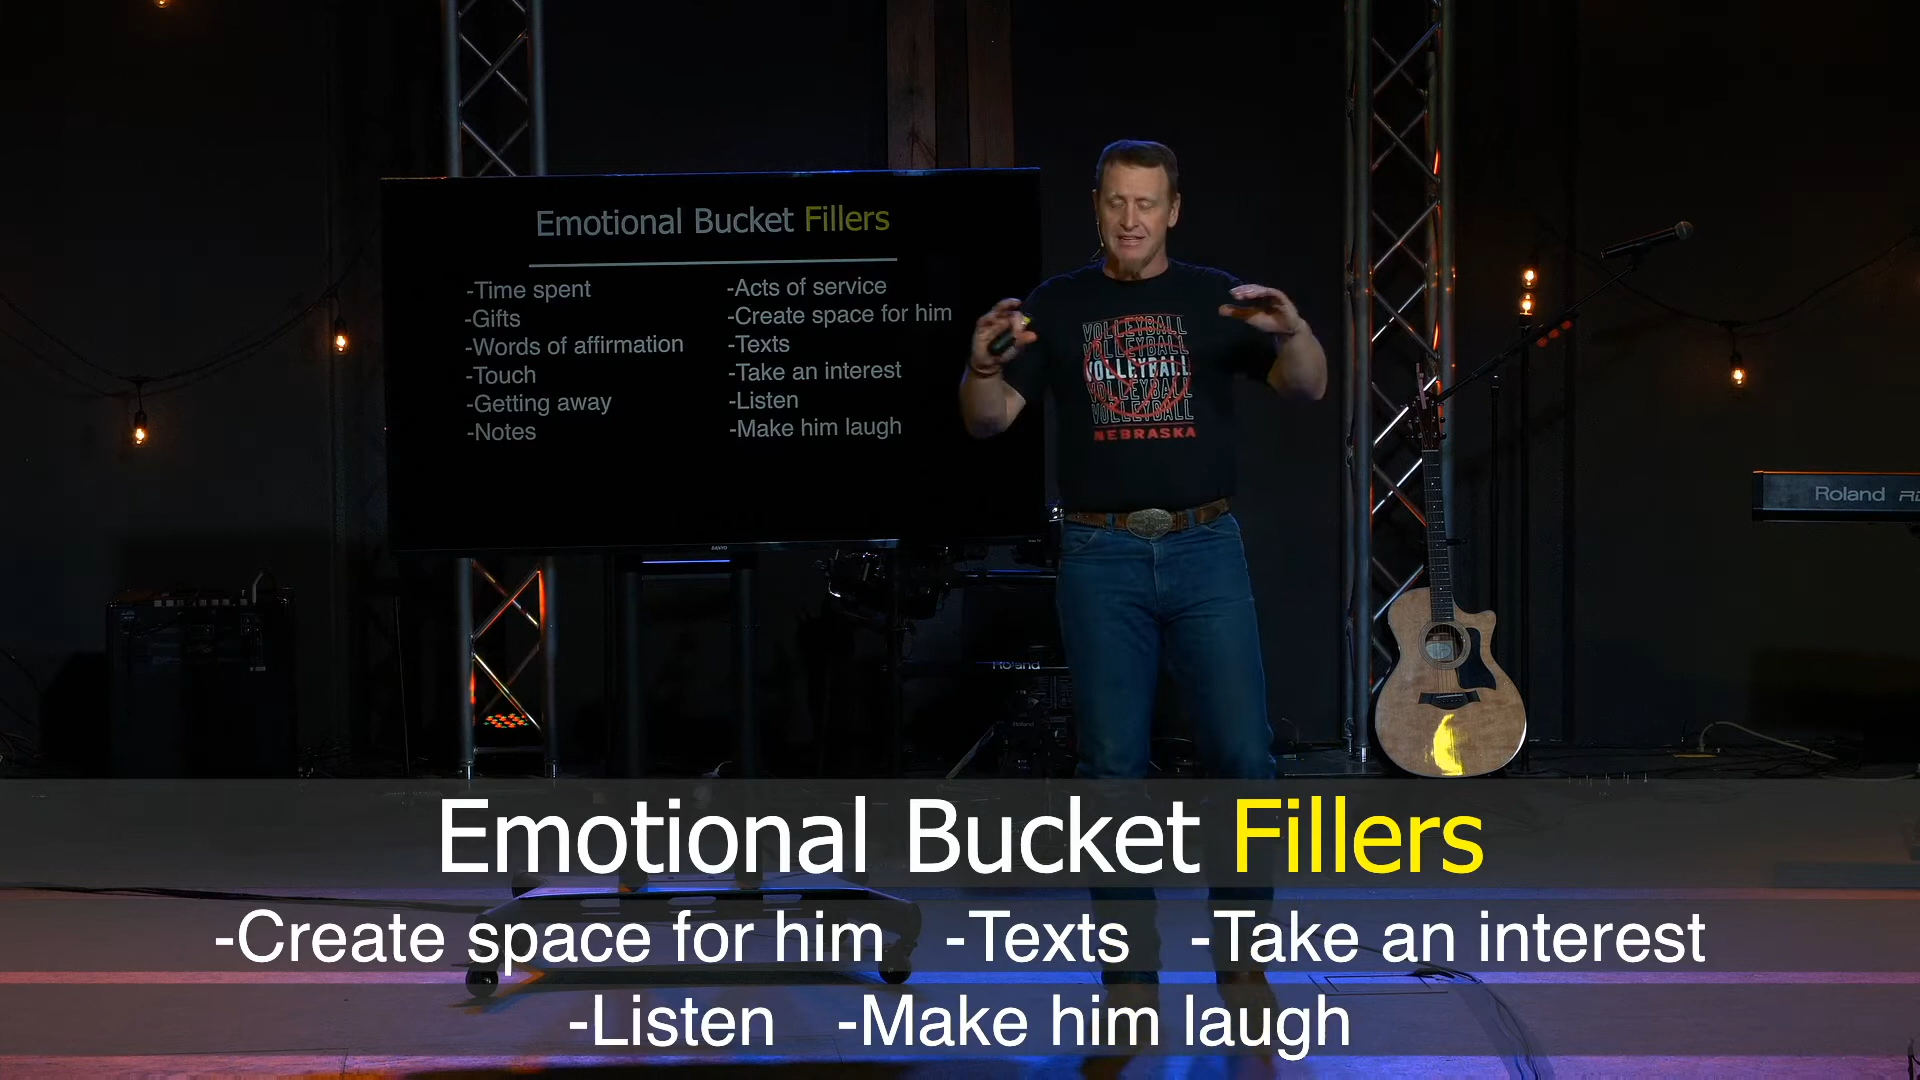 Emotional Bucket Fillers
-Time spent
-Gifts
-Words of affirmation
-Touch
-Getting away
-Notes
-Acts of service
-Create space for him
-Texts
-Take an interest
-Listen
-Make him laugh
SANYO
VOLLEYBALL
VOLLEYBALL
VOLLEYBALL
VOLLEYBALL
VOLLEYBALL
NEBRASKA
Roland
Roland
Roland
Emotional Bucket Fillers
-Create space for him -Texts -Take an interest
-Listen -Make him laugh